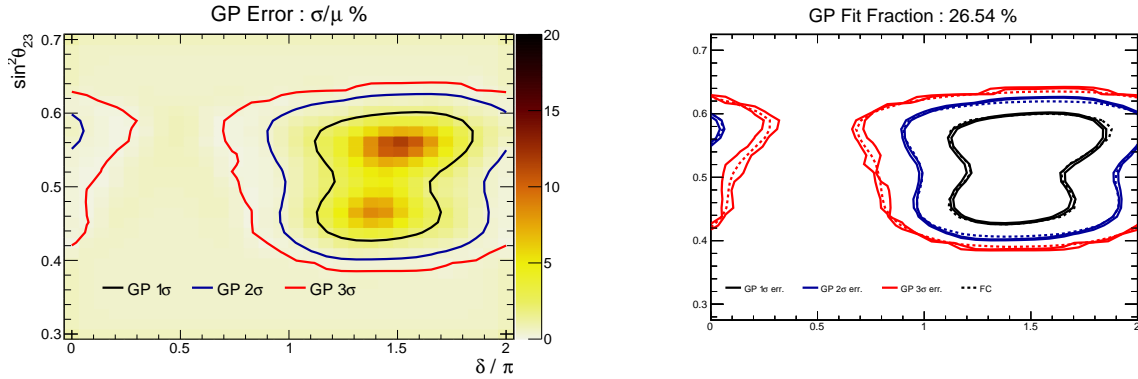 GP Error : σ/μ %
sin²θ₂₃
0.7
0.6
0.5
0.4
0.3
GP 1σ GP 2σ GP 3σ
0 0.5 1 1.5 2
δ / π
20
15
10
5
0
GP Fit Fraction : 26.54 %
0.7
0.6
0.5
0.4
0.3
GP 1σ err. GP 2σ err. GP 3σ err. FC
0 0.5 1 1.5 2